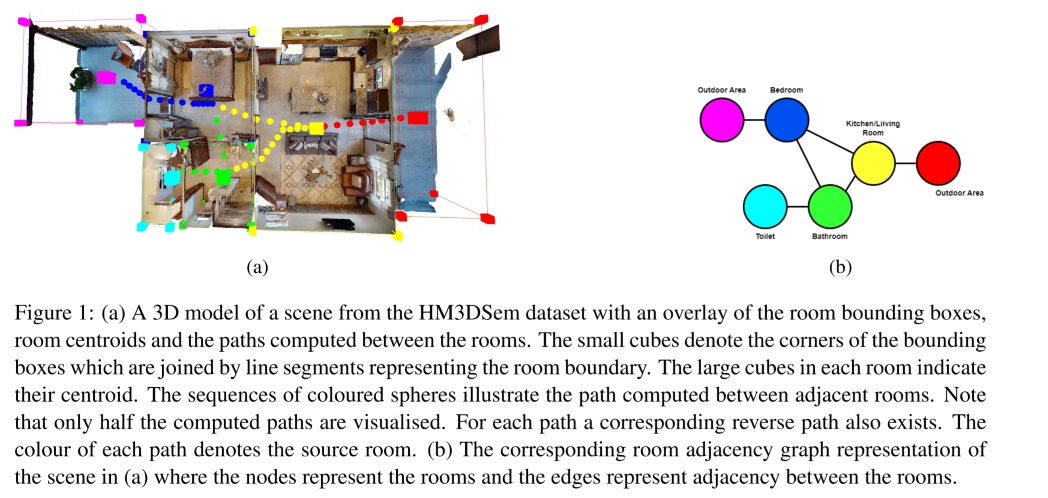 Outdoor Area
Bedroom
Kitchen/Liiving
Room
Outdoor Area
Toilet
Bathroom
(a)
(b)
Figure 1: (a) A 3D model of a scene from the HM3DSem dataset with an overlay of the room bounding boxes,
room centroids and the paths computed between the rooms. The small cubes denote the corners of the bounding
boxes which are joined by line segments representing the room boundary. The large cubes in each room indicate
their centroid. The sequences of coloured spheres illustrate the path computed between adjacent rooms. Note
that only half the computed paths are visualised. For each path a corresponding reverse path also exists. The
colour of each path denotes the source room. (b) The corresponding room adjacency graph representation of
the scene in (a) where the nodes represent the rooms and the edges represent adjacency between the rooms.